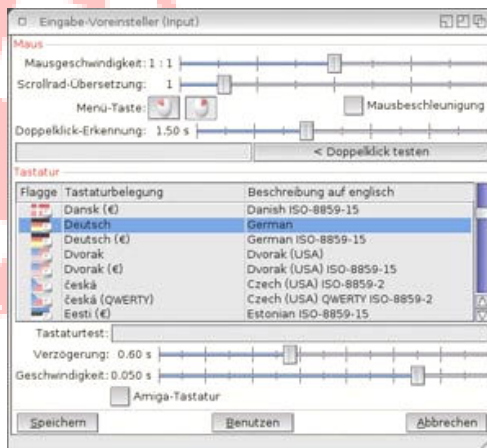 Eingabe-Voreinsteller (Input)
Maus
Mausgeschwindigkeit: 1 : 1
Scrollrad-Übersetzung: 1
Menü-Taste:
Mausbeschleunigung
Doppelklick-Erkennung: 1.50 s
< Doppelklick testen
Tastatur
Flagge Tastaturbelegung Beschreibung auf englisch
Dansk (€) Danish ISO-8859-15
Deutsch German
Deutsch (€) German ISO-8859-15
Dvorak Dvorak (USA)
Dvorak (€) Dvorak (USA) ISO-8859-15
česká Czech (USA) ISO-8859-2
česká (QWERTY) Czech (USA) QWERTY ISO-8859-2
Eesti (€) Estonian ISO-8859-15
Tastaturtest:
Verzögerung: 0.60 s
Geschwindigkeit: 0.050 s
Amiga-Tastatur
Speichern Benutzen Abbrechen